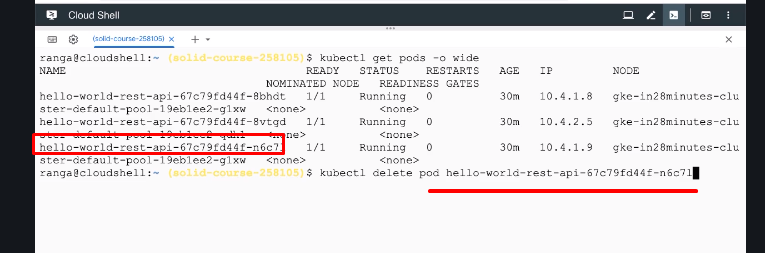 Cloud Shell
(solid-course-258105) × + ▾
ranga@cloudshell:~ (solid-course-258105)$ kubectl get pods -o wide
NAME READY STATUS RESTARTS AGE IP NODE
NOMINATED NODE READINESS GATES
hello-world-rest-api-67c79fd44f-8bhdt 1/1 Running 0 30m 10.4.1.8 gke-in28minutes-clu
ster-default-pool-19eb1ee2-g1xw <none> <none>
hello-world-rest-api-67c79fd44f-8vtgd 1/1 Running 0 30m 10.4.2.5 gke-in28minutes-clu
ster-default-pool-19eb1ee2-qdhl <none> <none>
hello-world-rest-api-67c79fd44f-n6c7l 1/1 Running 0 30m 10.4.1.9 gke-in28minutes-clu
ster-default-pool-19eb1ee2-g1xw <none> <none>
ranga@cloudshell:~ (solid-course-258105)$ kubectl delete pod hello-world-rest-api-67c79fd44f-n6c7l